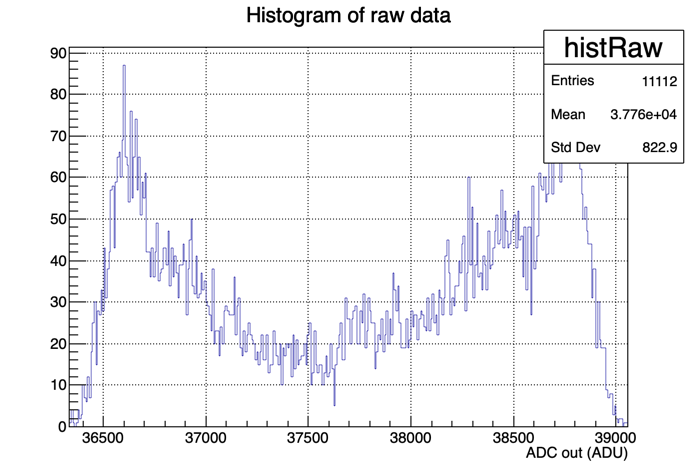 Histogram of raw data
histRaw
Entries 11112
Mean 3.776e+04
Std Dev 822.9
90
80
70
60
50
40
30
20
10
0
36500 37000 37500 38000 38500 39000
ADC out (ADU)